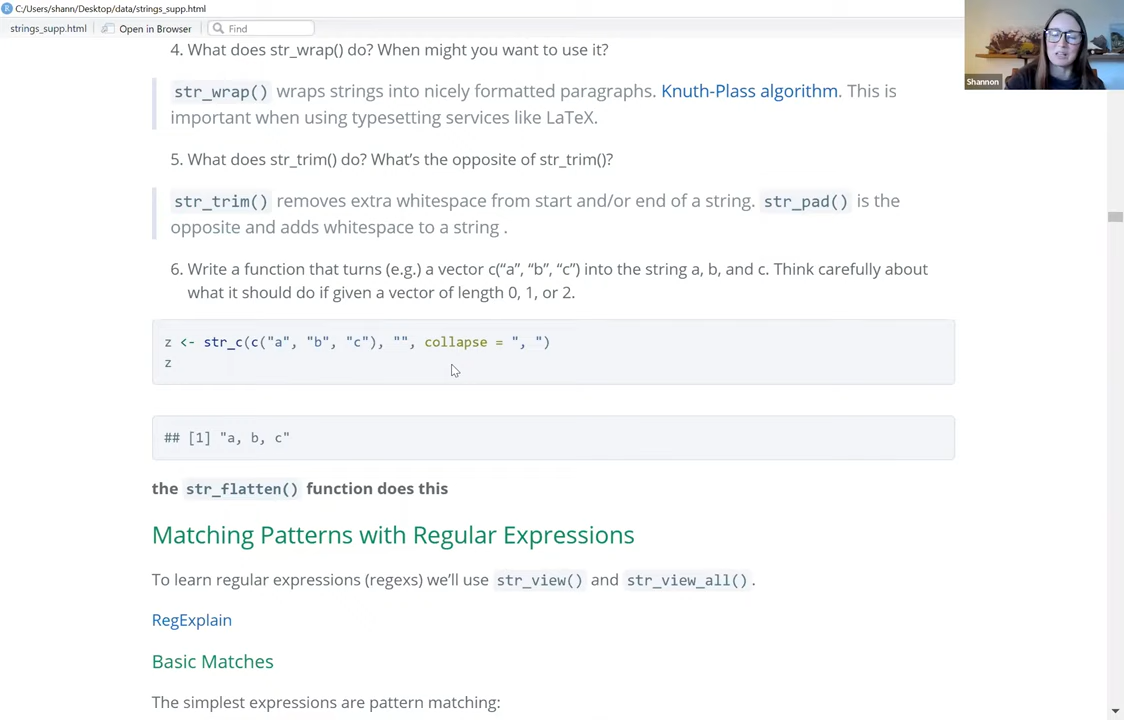 C:/Users/shann/Desktop/data/strings_supp.html
strings_supp.html Open in Browser Find
Shannon
4. What does str_wrap() do? When might you want to use it?
str_wrap() wraps strings into nicely formatted paragraphs. Knuth-Plass algorithm. This is
important when using typesetting services like LaTeX.
5. What does str_trim() do? What’s the opposite of str_trim()?
str_trim() removes extra whitespace from start and/or end of a string. str_pad() is the
opposite and adds whitespace to a string .
6. Write a function that turns (e.g.) a vector c(“a”, “b”, “c”) into the string a, b, and c. Think carefully about
what it should do if given a vector of length 0, 1, or 2.
z <- str_c(c("a", "b", "c"), "", collapse = ", ")
z
## [1] "a, b, c"
the str_flatten() function does this
Matching Patterns with Regular Expressions
To learn regular expressions (regexs) we’ll use str_view() and str_view_all() .
RegExplain
Basic Matches
The simplest expressions are pattern matching: